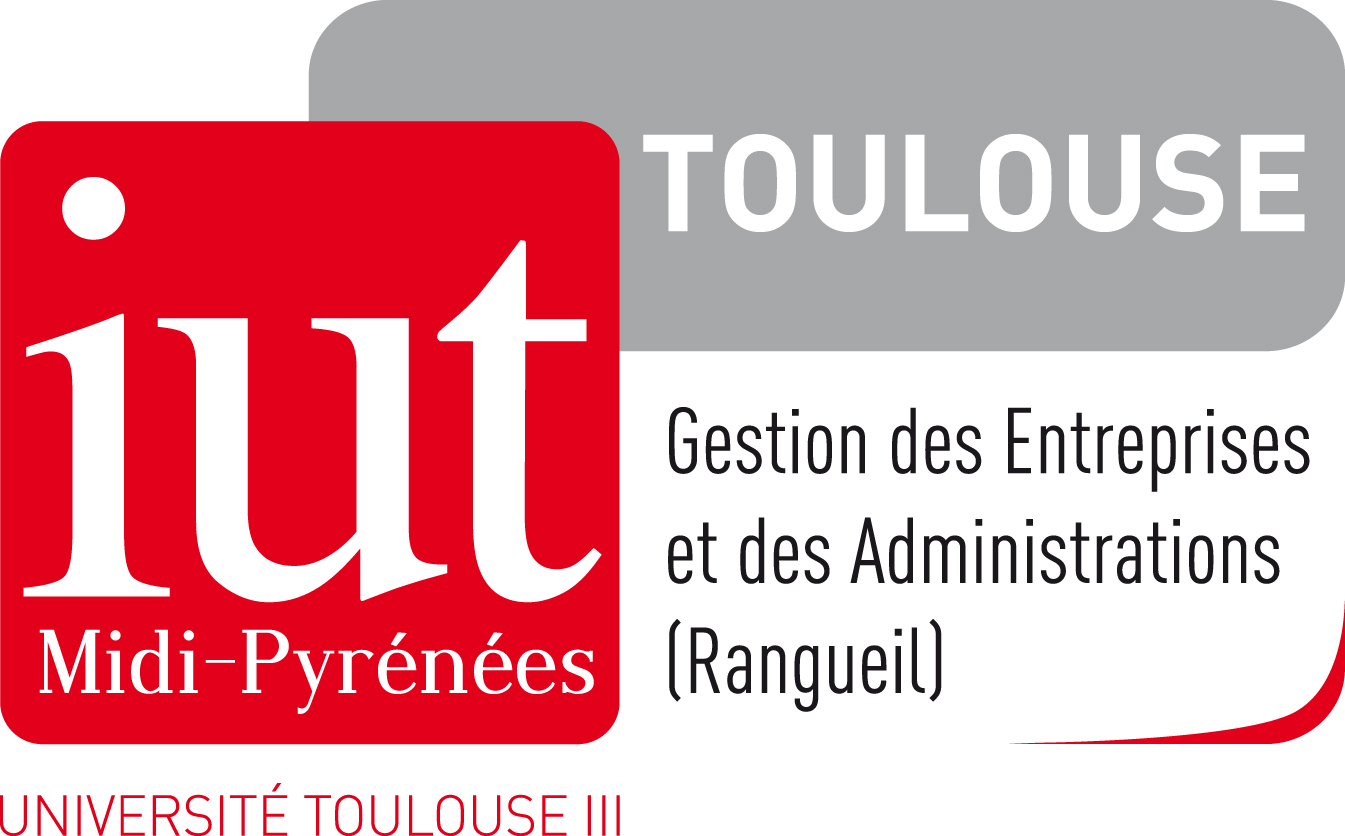 TOULOUSE
iut
Midi-Pyrénées
Gestion des Entreprises
et des Administrations
(Rangueil)
UNIVERSITÉ TOULOUSE III